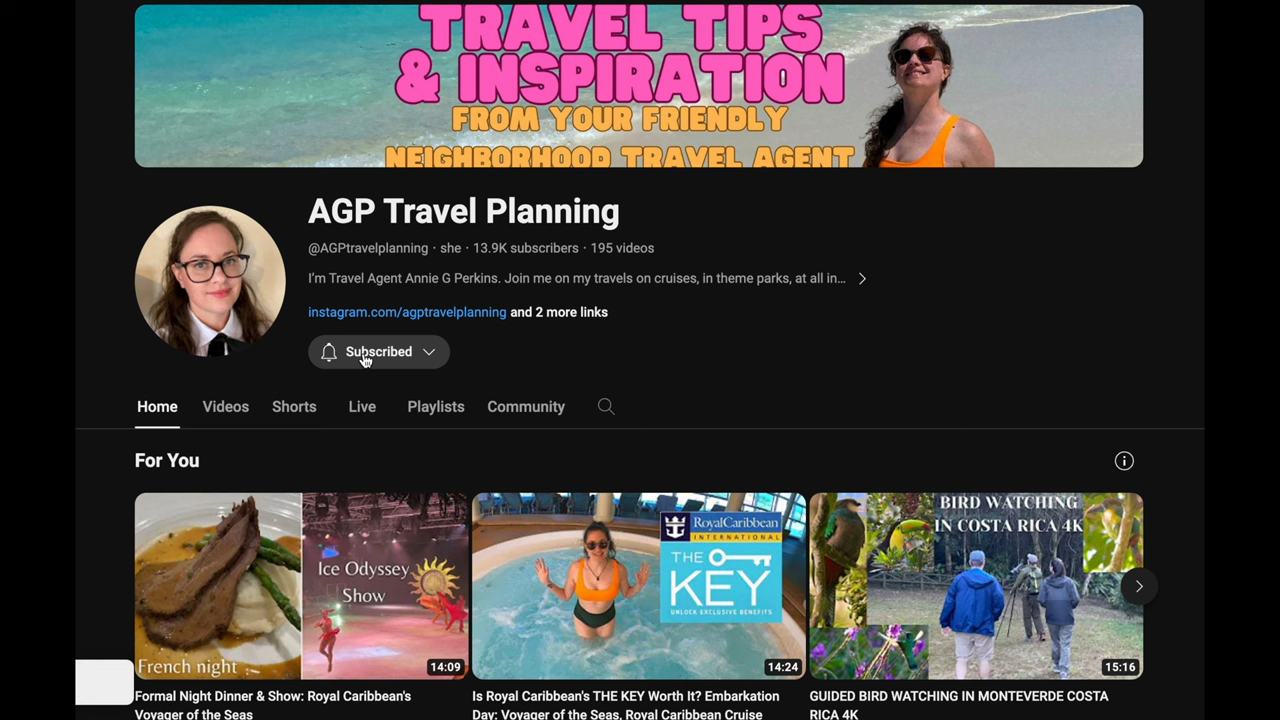 TRAVEL TIPS
& INSPIRATION
FROM YOUR FRIENDLY
NEIGHBORHOOD TRAVEL AGENT
AGP Travel Planning
@AGPtravelplanning · she · 13.9K subscribers · 195 videos
I'm Travel Agent Annie G Perkins. Join me on my travels on cruises, in theme parks, at all in...
instagram.com/agptravelplanning and 2 more links
Subscribed
Home Videos Shorts Live Playlists Community
For You
Ice Odyssey
Show
French night
14:09
RoyalCaribbean
INTERNATIONAL
THE
KEY
UNLOCK EXCLUSIVE BENEFITS
14:24
BIRD WATCHING
IN COSTA RICA 4K
15:16
Formal Night Dinner & Show: Royal Caribbean's
Voyager of the Seas
Is Royal Caribbean's THE KEY Worth It? Embarkation
Day: Voyager of the Seas, Royal Caribbean Cruise
GUIDED BIRD WATCHING IN MONTEVERDE COSTA
RICA 4K